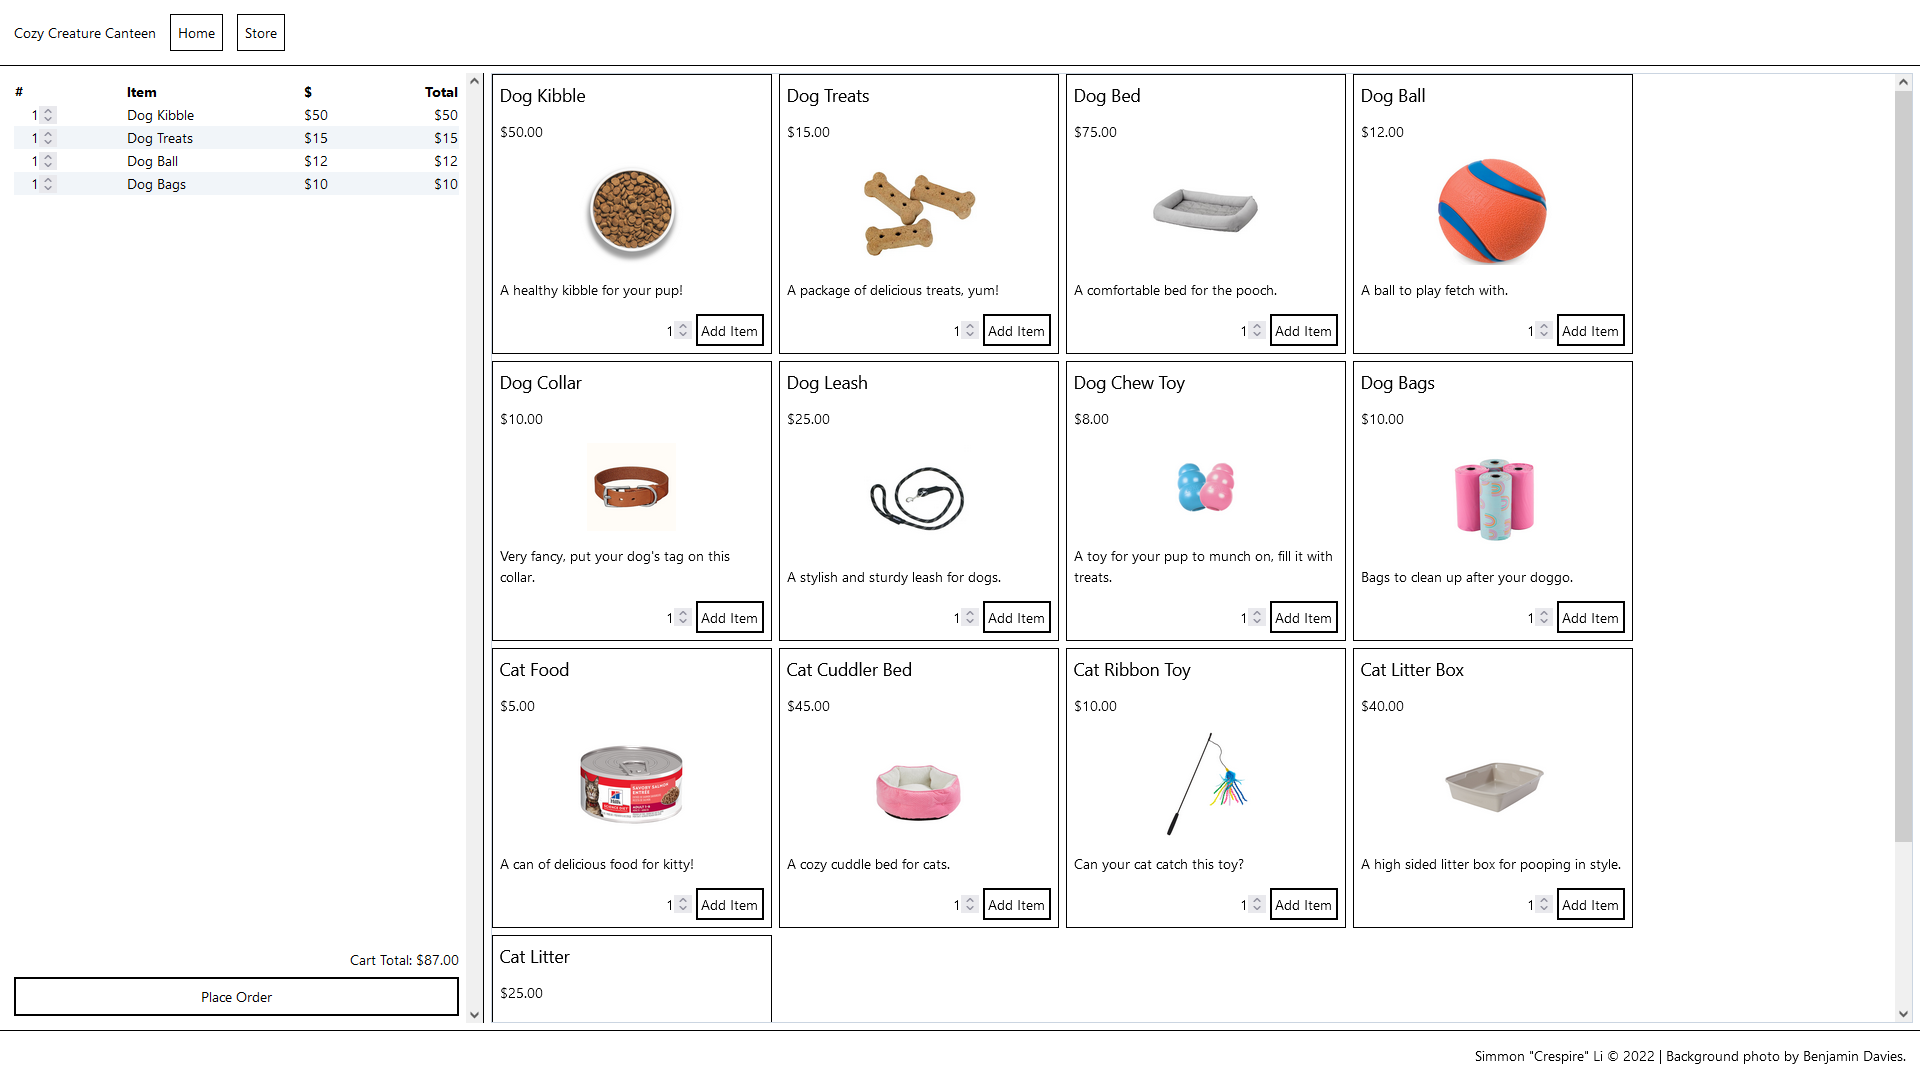 Cozy Creature Canteen Home Store
# Item $ Total
1 Dog Kibble $50 $50
1 Dog Treats $15 $15
1 Dog Ball $12 $12
1 Dog Bags $10 $10
Cart Total: $87.00
Place Order
Dog Kibble
$50.00
A healthy kibble for your pup!
1 Add Item
Dog Treats
$15.00
A package of delicious treats, yum!
1 Add Item
Dog Bed
$75.00
A comfortable bed for the pooch.
1 Add Item
Dog Ball
$12.00
A ball to play fetch with.
1 Add Item
Dog Collar
$10.00
Very fancy, put your dog's tag on this
collar.
1 Add Item
Dog Leash
$25.00
A stylish and sturdy leash for dogs.
1 Add Item
Dog Chew Toy
$8.00
A toy for your pup to munch on, fill it with
treats.
1 Add Item
Dog Bags
$10.00
Bags to clean up after your doggo.
1 Add Item
Cat Food
$5.00
SAVORY SALMON
ENTRÉE
A can of delicious food for kitty!
1 Add Item
Cat Cuddler Bed
$45.00
A cozy cuddle bed for cats.
1 Add Item
Cat Ribbon Toy
$10.00
Can your cat catch this toy?
1 Add Item
Cat Litter Box
$40.00
A high sided litter box for pooping in style.
1 Add Item
Cat Litter
$25.00
Simmon "Crespire" Li © 2022 | Background photo by Benjamin Davies.